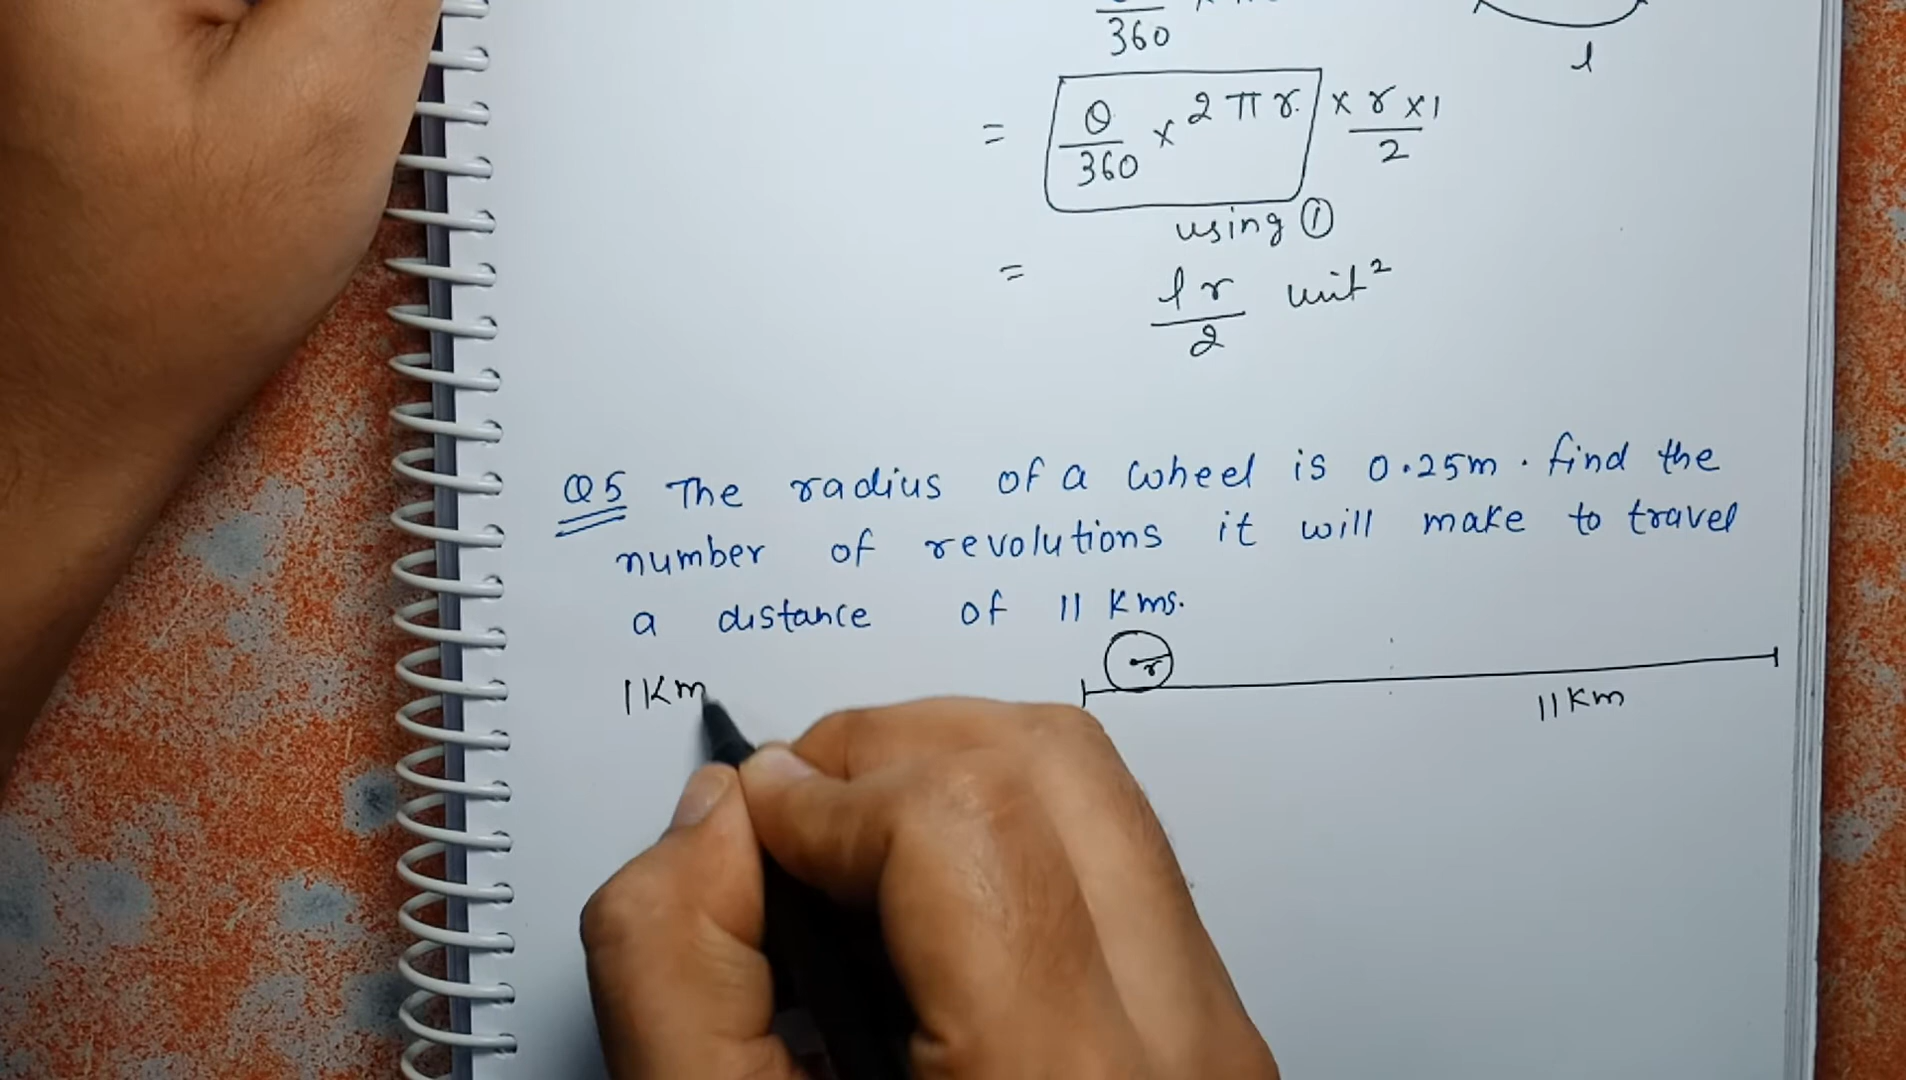 360
l
= θ/360 × 2πr × r×1/2
using ①
= lr/2 unit²
Q5 The radius of a wheel is 0.25m. find the
number of revolutions it will make to travel
a distance of 11 Kms.
r
1Km
11Km